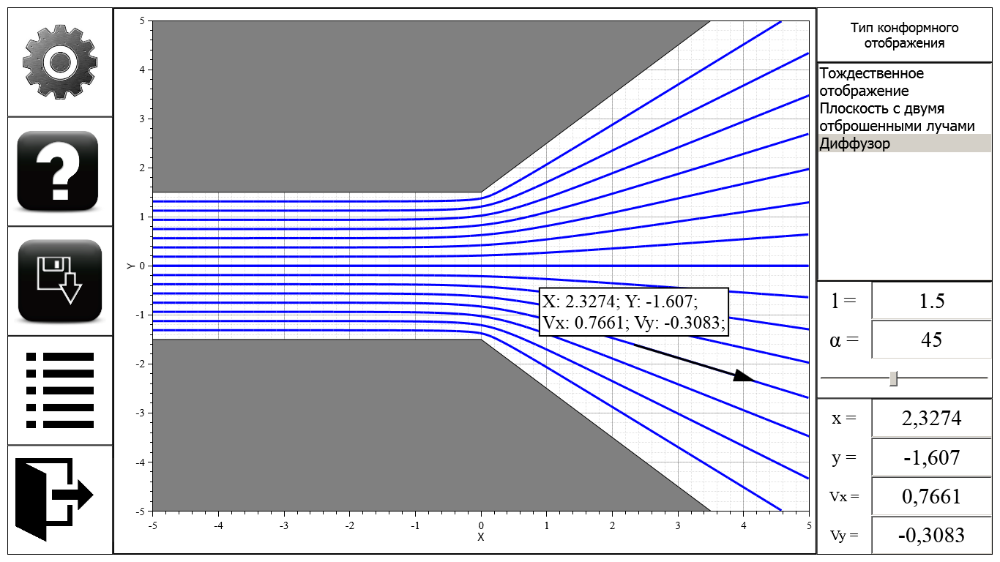 Тип конформного
отображения
Тождественное
отображение
Плоскость с двумя
отброшенными лучами
Диффузор
5
4
3
2
1
0
-1
-2
-3
-4
-5
Y
-5
-4
-3
-2
-1
0
1
2
3
4
5
X
X: 2.3274; Y: -1.607;
Vx: 0.7661; Vy: -0.3083;
l = 1.5
α = 45
x = 2,3274
y = -1,607
Vx = 0,7661
Vy = -0,3083
?